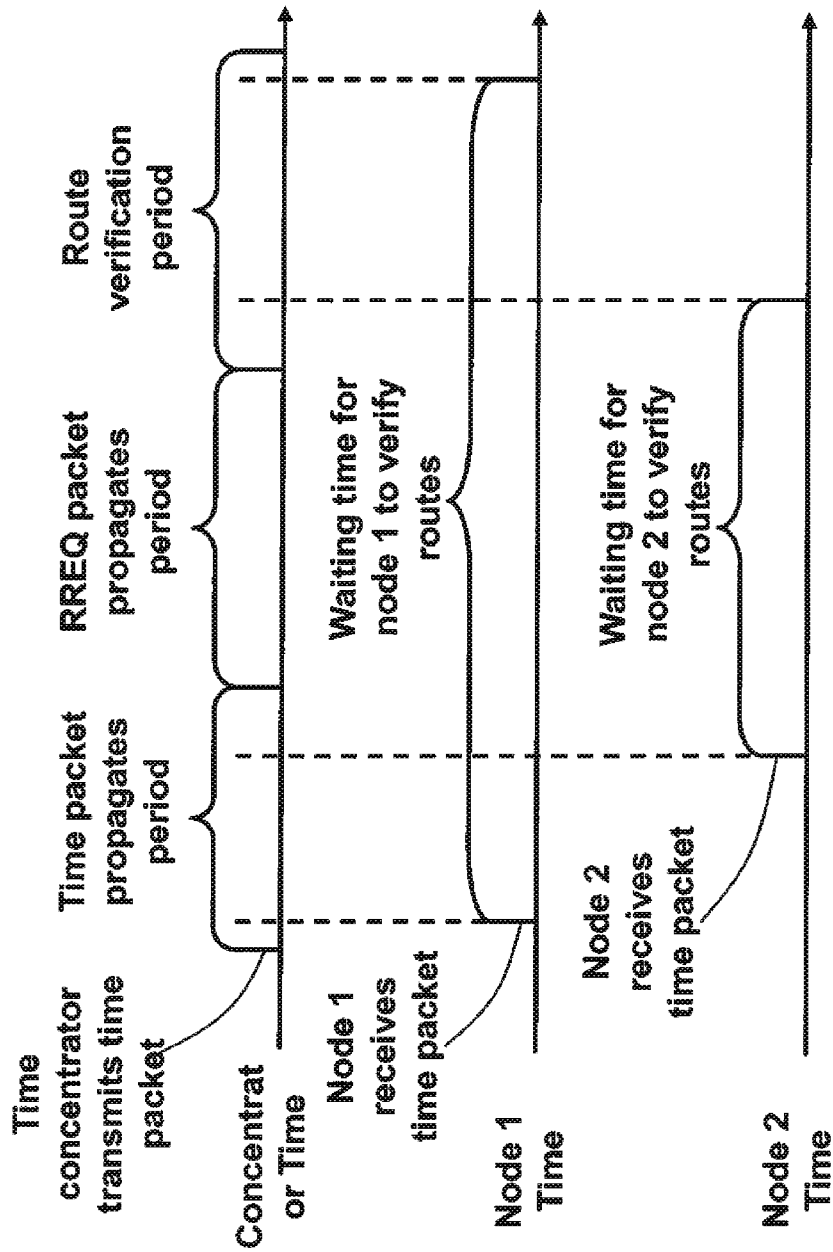 Time
concentrator
transmits time
packet
Time packet
propagates
period
RREQ packet
propagates
period
Route
verification
period
Concentrat
or Time
Node 1
receives
time packet
Waiting time for
node 1 to verify
routes
Node 1
Time
Node 2
receives
time packet
Waiting time for
node 2 to verify
routes
Node 2
Time